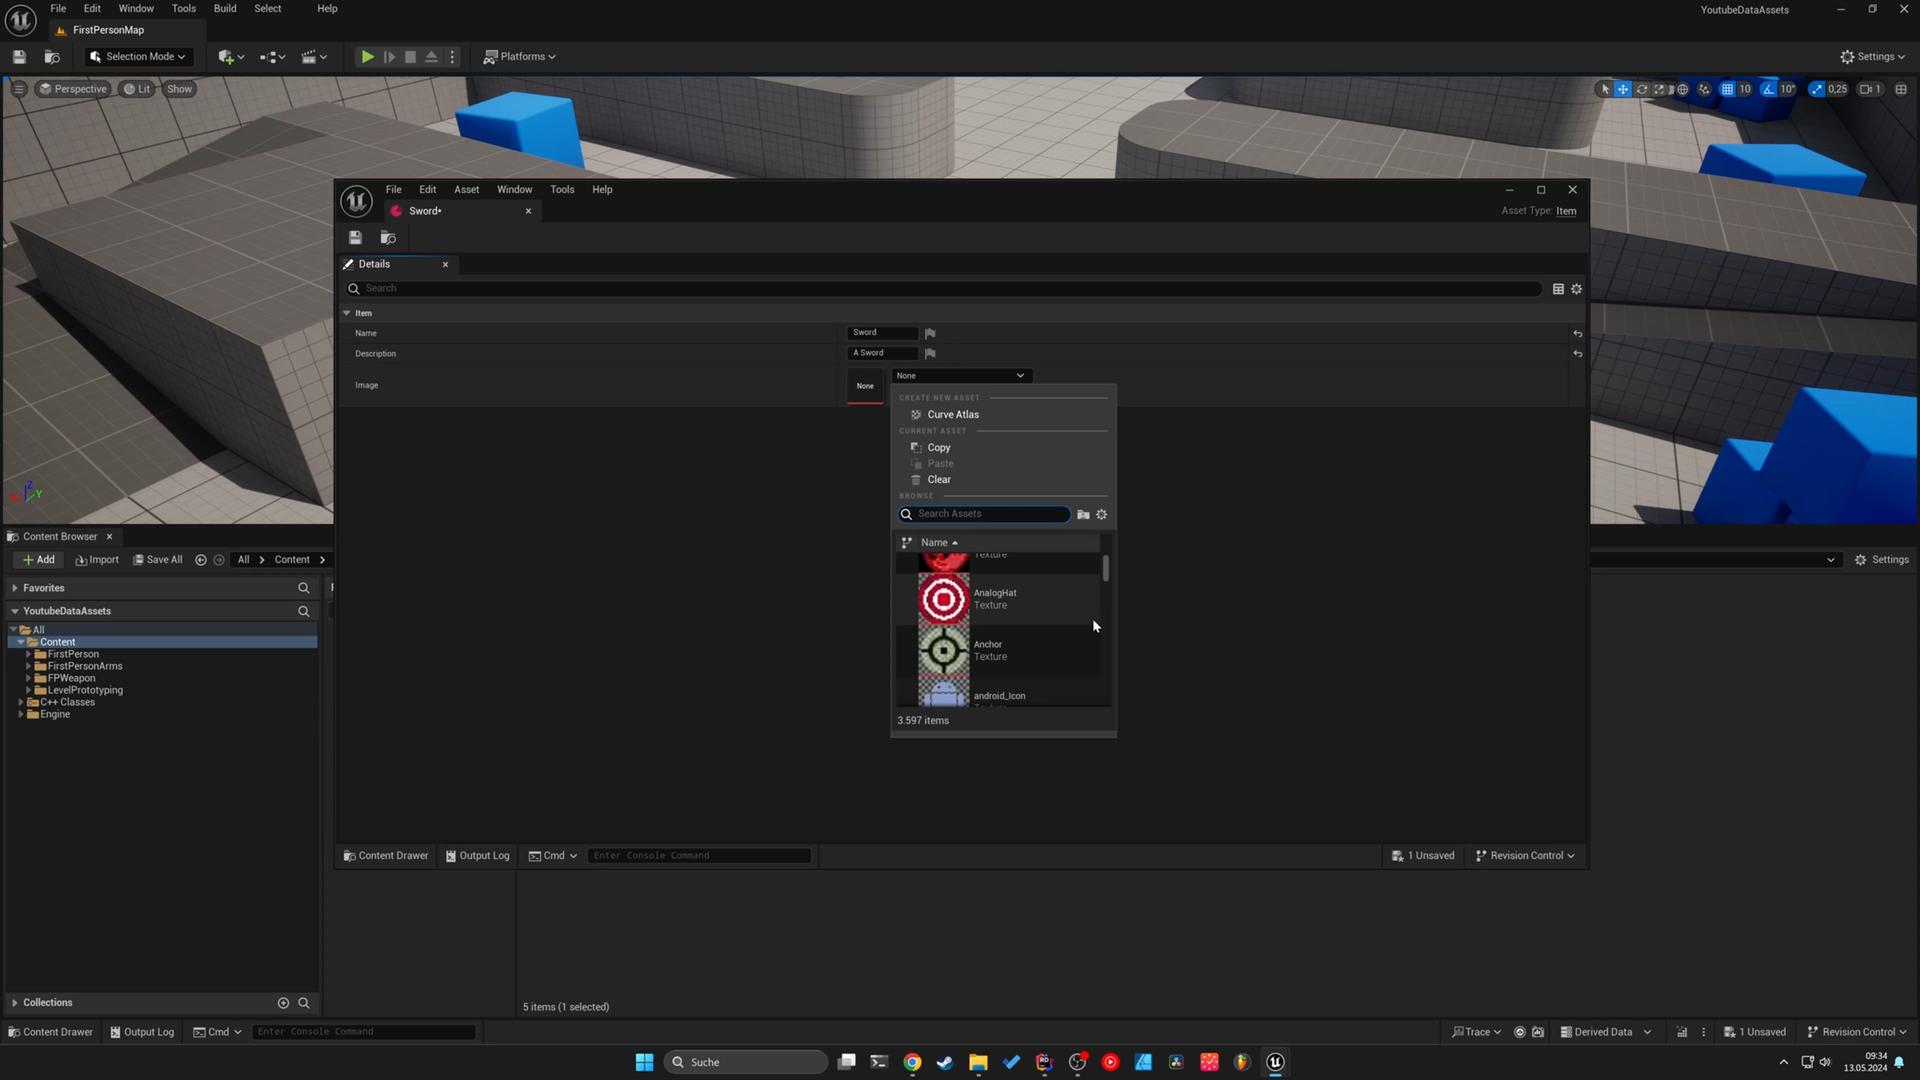 File Edit Window Tools Build Select Help
YoutubeDataAssets
FirstPersonMap
Selection Mode
Platforms
Settings
Perspective
Lit
Show
10
10°
0,25
1
File Edit Asset Window Tools Help
Sword•
Asset Type: Item
Details
Search
Item
Name
Sword
Description
A Sword
Image
None
None
CREATE NEW ASSET
Curve Atlas
CURRENT ASSET
Copy
Paste
Clear
BROWSE
Search Assets
Name
Texture
AnalogHat
Texture
Anchor
Texture
android_Icon
3.597 items
Content Drawer
Output Log
Cmd
Enter Console Command
1 Unsaved
Revision Control
Content Browser
Add
Import
Save All
All
Content
Settings
Favorites
YoutubeDataAssets
All
Content
FirstPerson
FirstPersonArms
FPWeapon
LevelPrototyping
C++ Classes
Engine
Collections
5 items (1 selected)
Content Drawer
Output Log
Cmd
Enter Console Command
Trace
Derived Data
1 Unsaved
Revision Control
Suche
09:34
13.05.2024